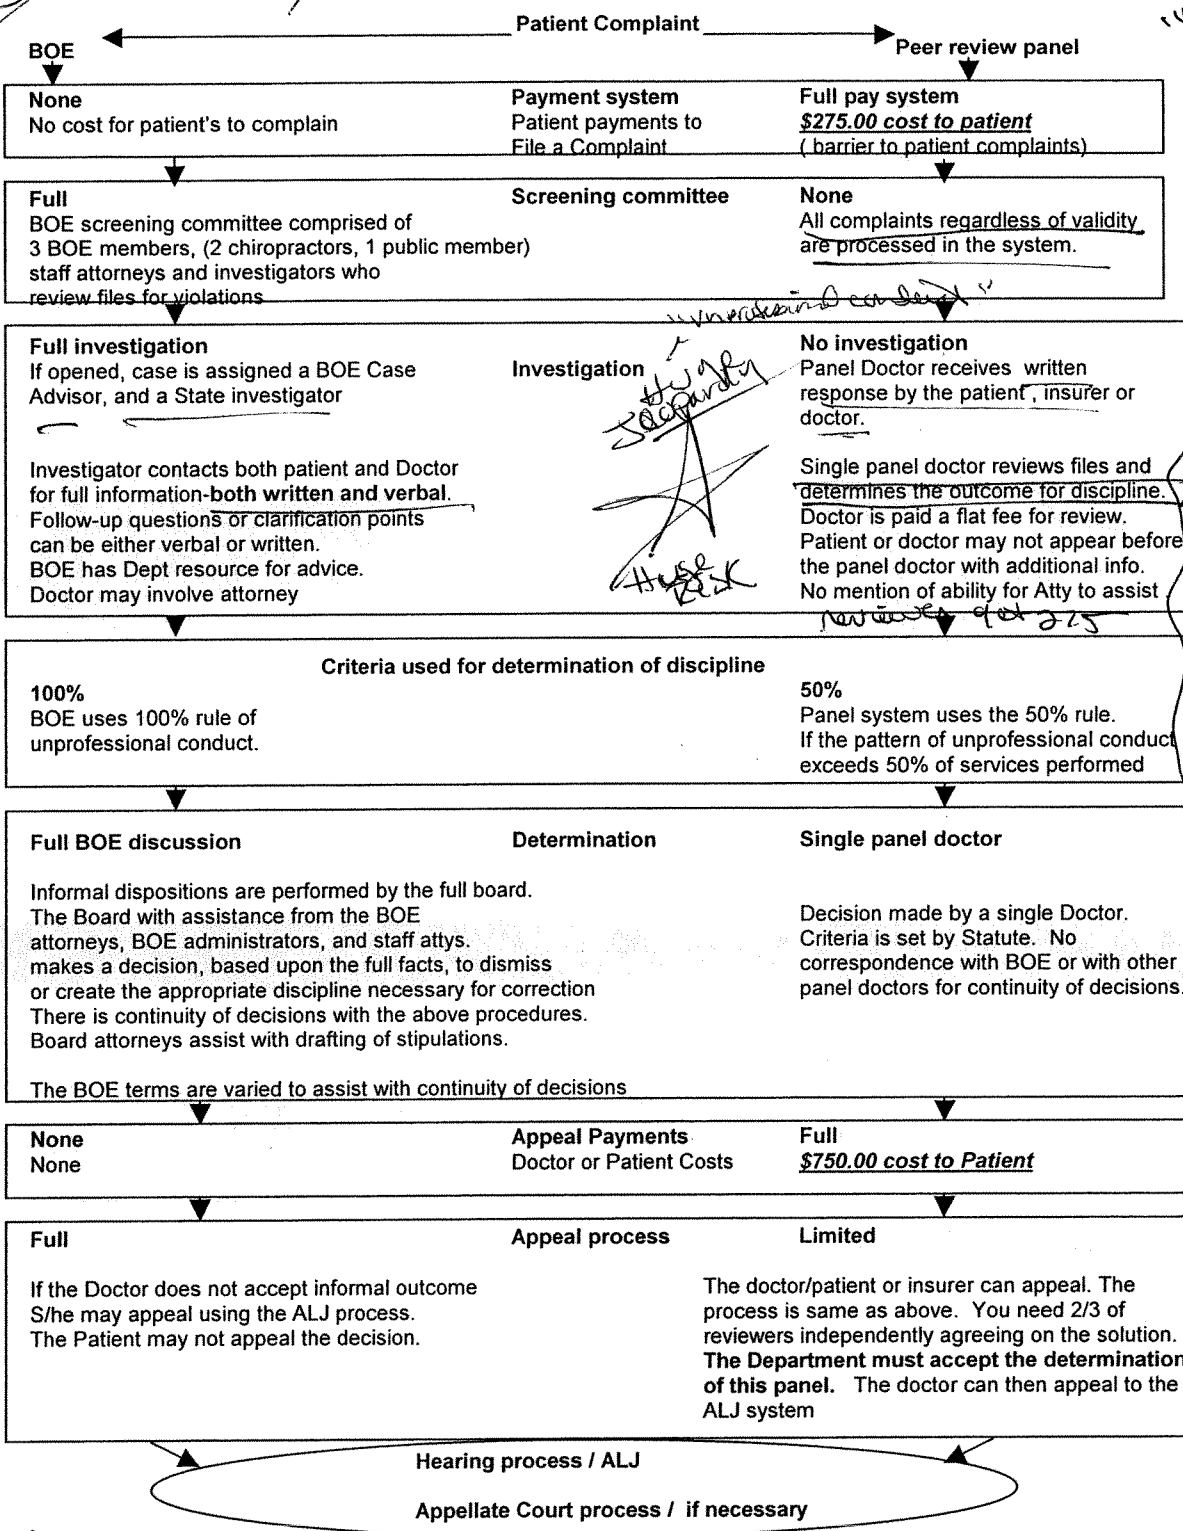 Patient Complaint
BOE
Peer review panel
None
No cost for patient's to complain
Payment system
Patient payments to
File a Complaint
Full pay system
$275.00 cost to patient
( barrier to patient complaints)
Full
BOE screening committee comprised of
3 BOE members, (2 chiropractors, 1 public member)
staff attorneys and investigators who
review files for violations
Screening committee
None
All complaints regardless of validity
are processed in the system.
"unprofessional conduct"
Full investigation
If opened, case is assigned a BOE Case
Advisor, and a State investigator
Investigator contacts both patient and Doctor
for full information-both written and verbal.
Follow-up questions or clarification points
can be either verbal or written.
BOE has Dept resource for advice.
Doctor may involve attorney
Investigation
Huge
Jeopardy
Huge
Risk
No investigation
Panel Doctor receives written
response by the patient, insurer or
doctor.
Single panel doctor reviews files and
determines the outcome for discipline.
Doctor is paid a flat fee for review.
Patient or doctor may not appear before
the panel doctor with additional info.
No mention of ability for Atty to assist
reviewer got 275
Criteria used for determination of discipline
100%
BOE uses 100% rule of
unprofessional conduct.
50%
Panel system uses the 50% rule.
If the pattern of unprofessional conduct
exceeds 50% of services performed
Full BOE discussion
Informal dispositions are performed by the full board.
The Board with assistance from the BOE
attorneys, BOE administrators, and staff attys.
makes a decision, based upon the full facts, to dismiss
or create the appropriate discipline necessary for correction
There is continuity of decisions with the above procedures.
Board attorneys assist with drafting of stipulations.
The BOE terms are varied to assist with continuity of decisions
Determination
Single panel doctor
Decision made by a single Doctor.
Criteria is set by Statute. No
correspondence with BOE or with other
panel doctors for continuity of decisions.
None
None
Appeal Payments
Doctor or Patient Costs
Full
$750.00 cost to Patient
Full
If the Doctor does not accept informal outcome
S/he may appeal using the ALJ process.
The Patient may not appeal the decision.
Appeal process
Limited
The doctor/patient or insurer can appeal. The
process is same as above. You need 2/3 of
reviewers independently agreeing on the solution.
The Department must accept the determination
of this panel. The doctor can then appeal to the
ALJ system
Hearing process / ALJ
Appellate Court process / if necessary